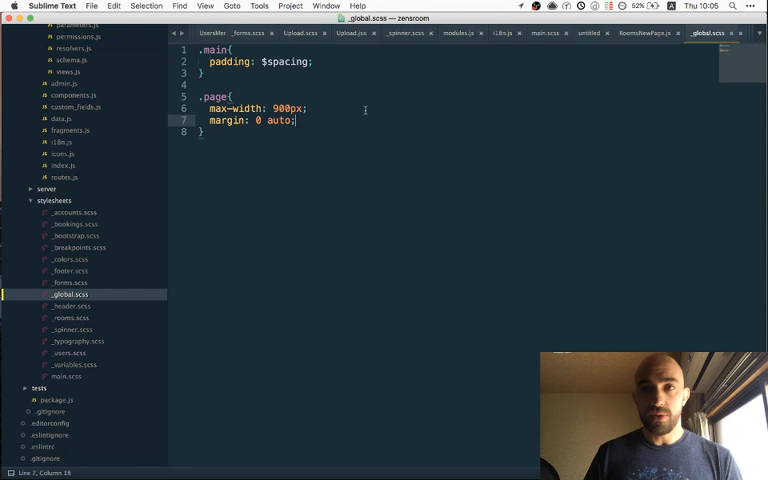 Sublime Text File Edit Selection Find View Goto Tools Project Window Help 52% Thu 10:05
_global.scss — zensroom
UsersMer _forms.scss × Upload.scss × Upload.jsx × _spinner.scss × modules.js × i18n.js × main.scss × untitled × RoomsNewPage.js × _global.scss ×
parameters.js
permissions.js
resolvers.js
schema.js
views.js
admin.js
components.js
custom_fields.js
data.js
fragments.js
i18n.js
icons.js
index.js
routes.js
server
stylesheets
_accounts.scss
_bookings.scss
_bootstrap.scss
_breakpoints.scss
_colors.scss
_footer.scss
_forms.scss
_global.scss
_header.scss
_rooms.scss
_spinner.scss
_typography.scss
_users.scss
_variables.scss
main.scss
tests
package.js
.gitignore
.editorconfig
.eslintignore
.eslintrc
.gitignore
1 .main{
2 padding: $spacing;
3 }
4
5 .page{
6 max-width: 900px;
7 margin: 0 auto;
8 }
Line 7, Column 18